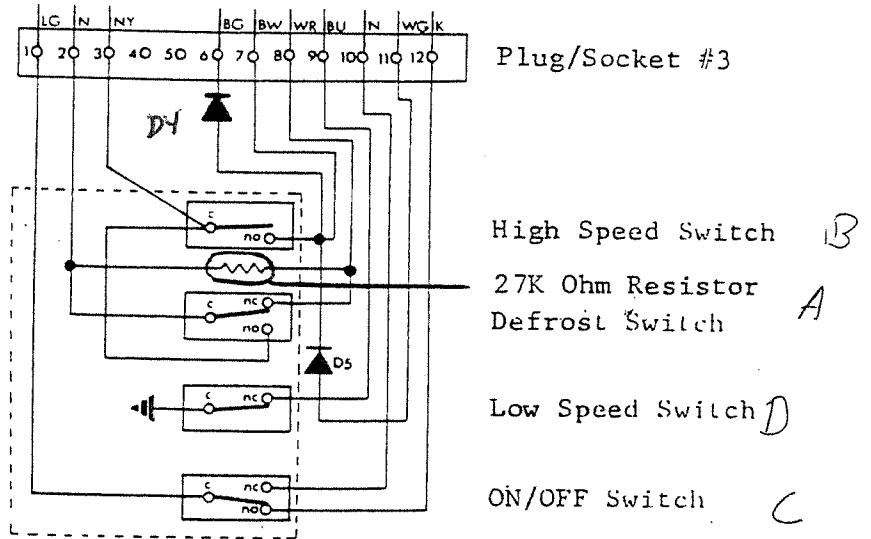 LG N NY BG BW WR BU N WG K
1 2 3 4 5 6 7 8 9 10 11 12
Plug/Socket #3
D4
c
no
High Speed Switch B
27K Ohm Resistor
nc
c
Defrost Switch A
no
D5
c nc
Low Speed Switch D
c nc
no
ON/OFF Switch C